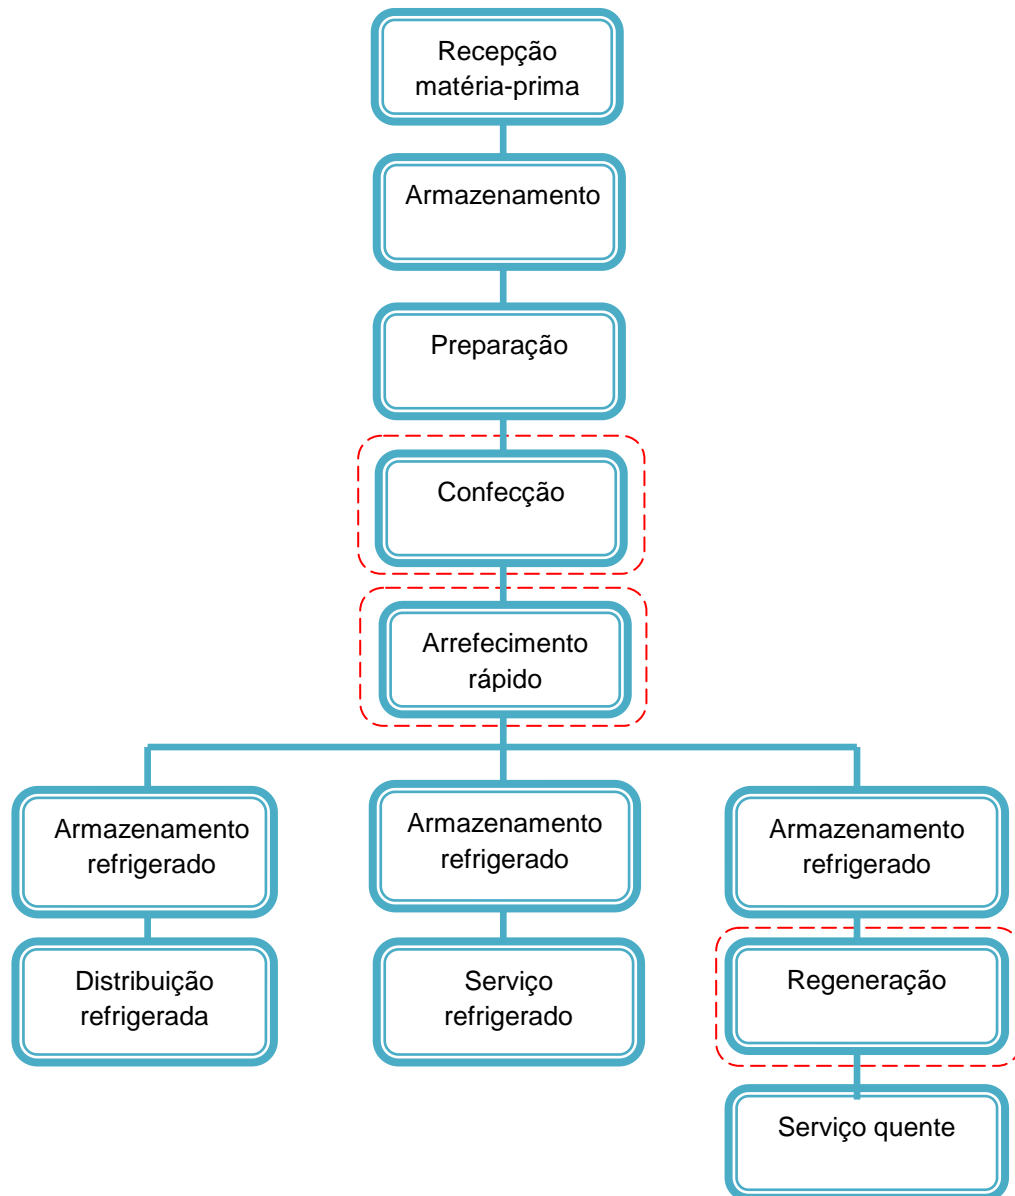 Recepção
matéria-prima
Armazenamento
Preparação
Confecção
Arrefecimento
rápido
Armazenamento
refrigerado
Armazenamento
refrigerado
Armazenamento
refrigerado
Distribuição
refrigerada
Serviço
refrigerado
Regeneração
Serviço quente